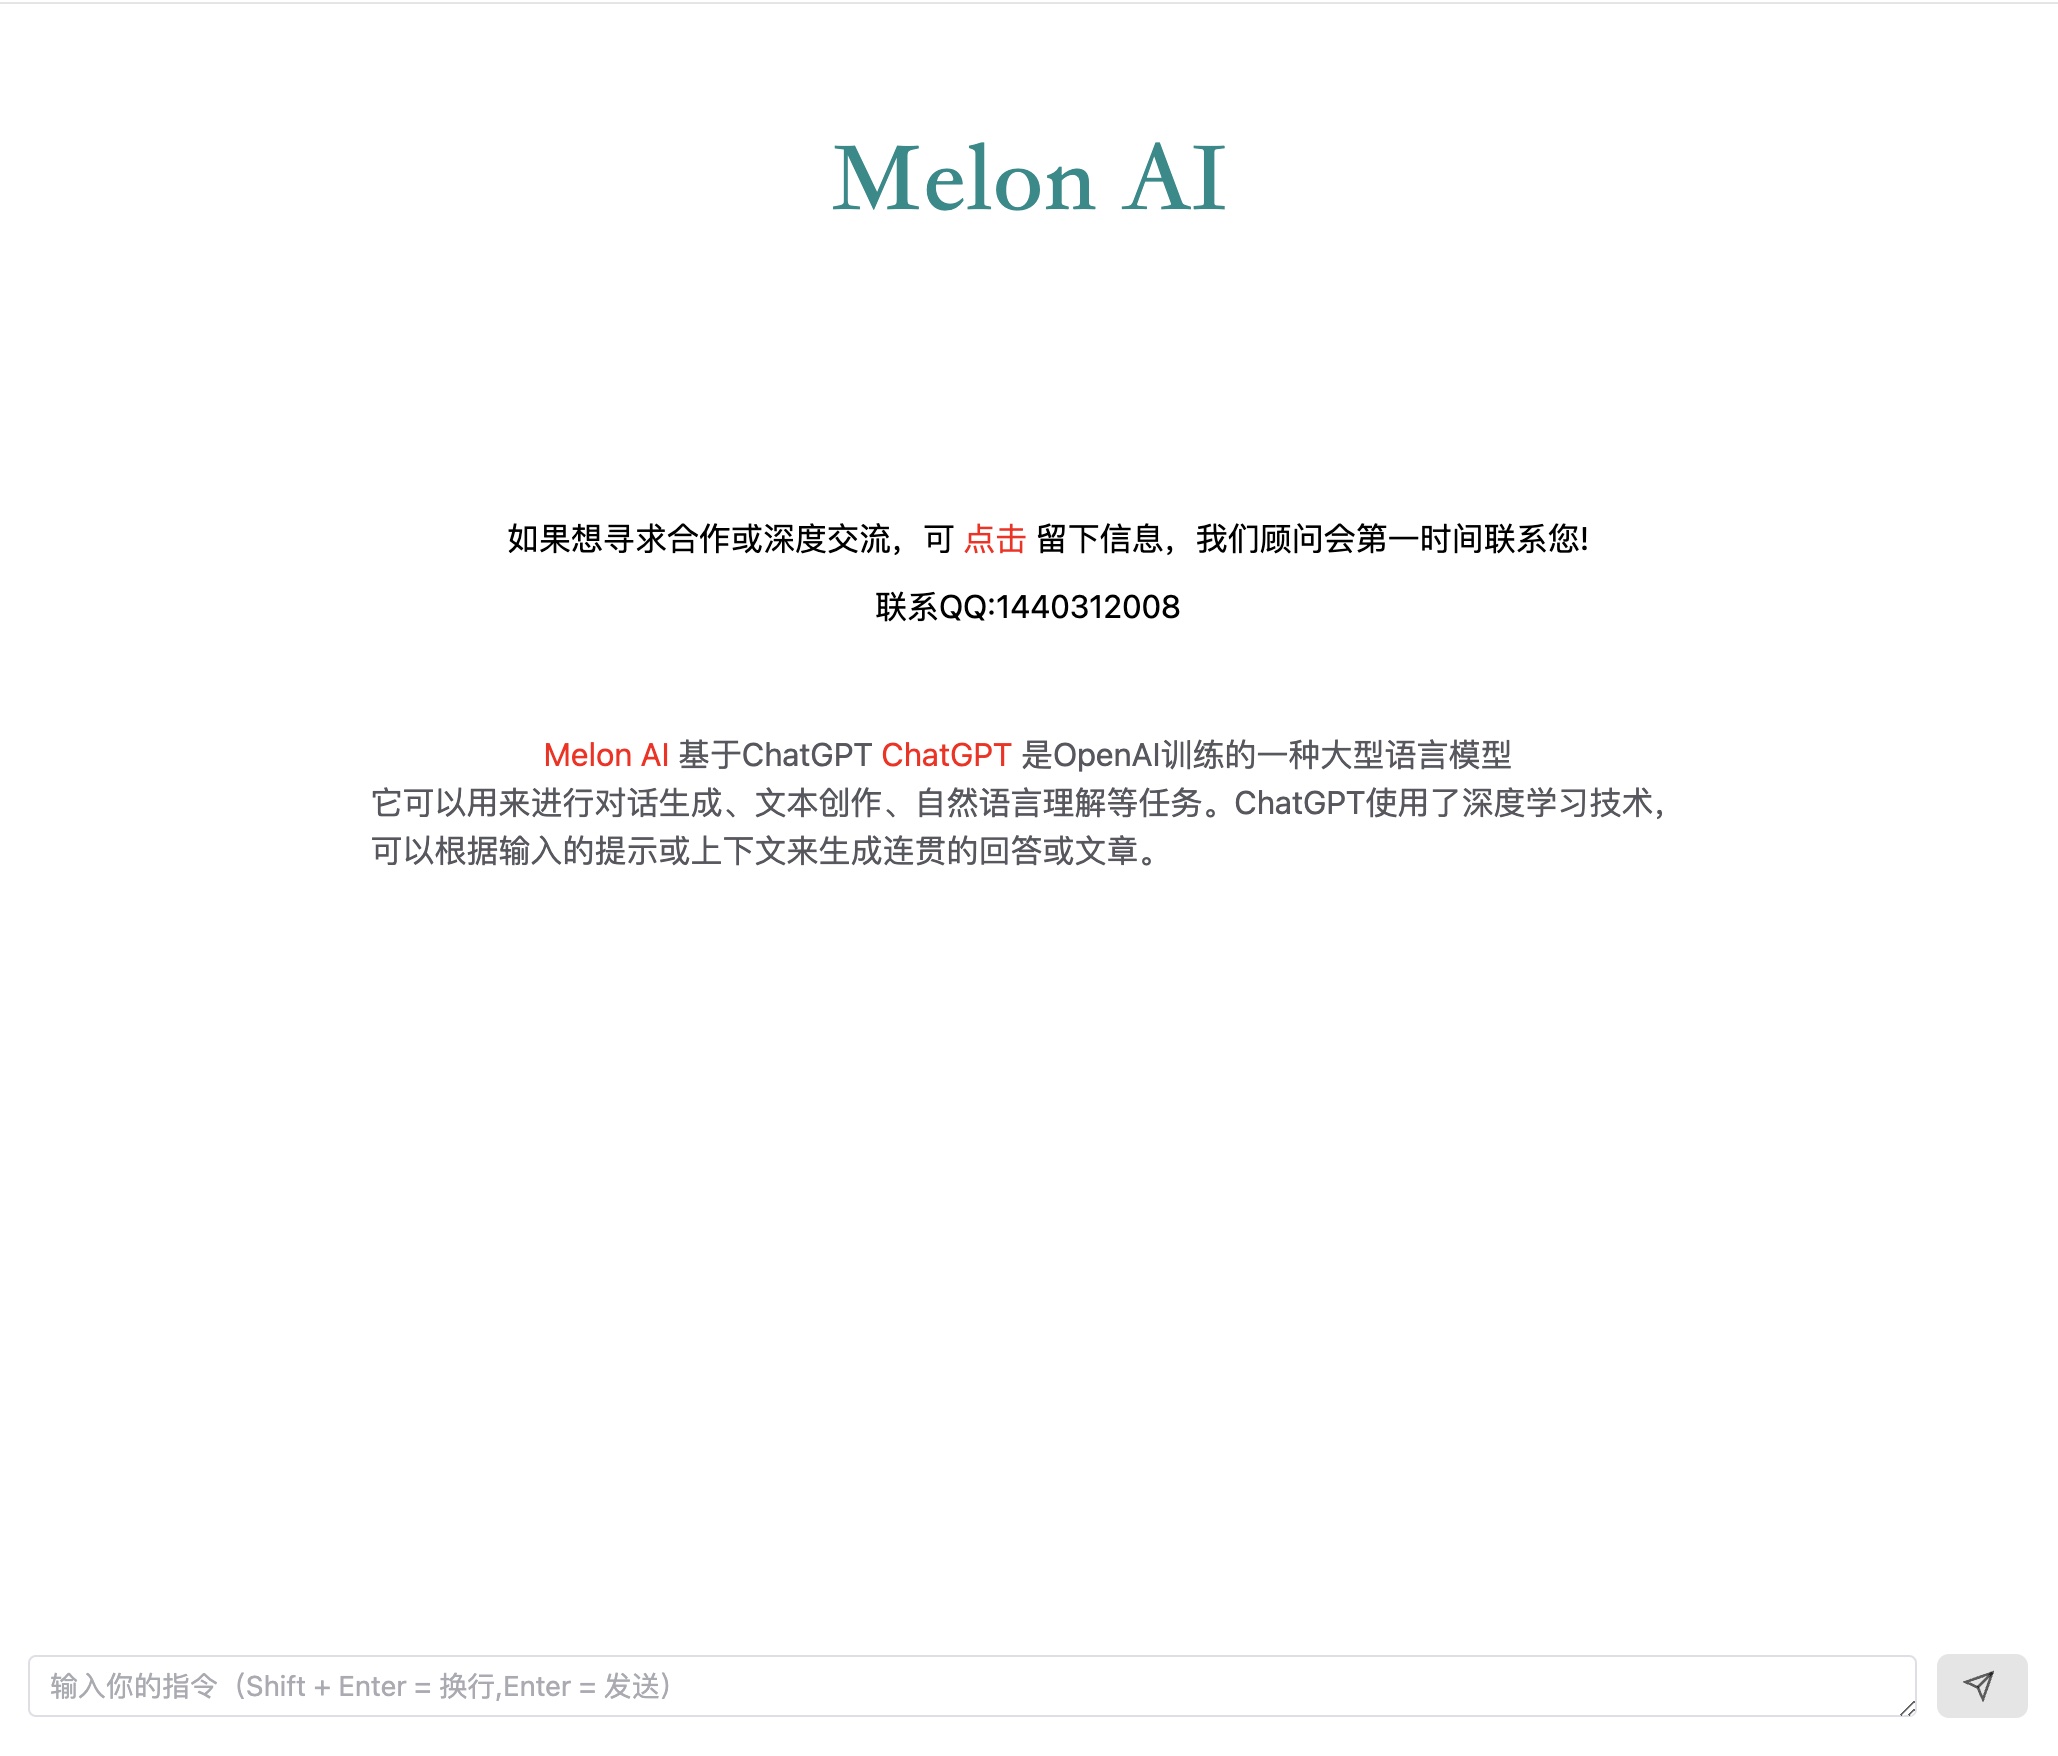 Melon AI
如果想寻求合作或深度交流，可 点击 留下信息，我们顾问会第一时间联系您!
联系QQ:1440312008
Melon AI 基于ChatGPT ChatGPT 是OpenAI训练的一种大型语言模型
它可以用来进行对话生成、文本创作、自然语言理解等任务。ChatGPT使用了深度学习技术，
可以根据输入的提示或上下文来生成连贯的回答或文章。
输入你的指令（Shift + Enter = 换行,Enter = 发送）